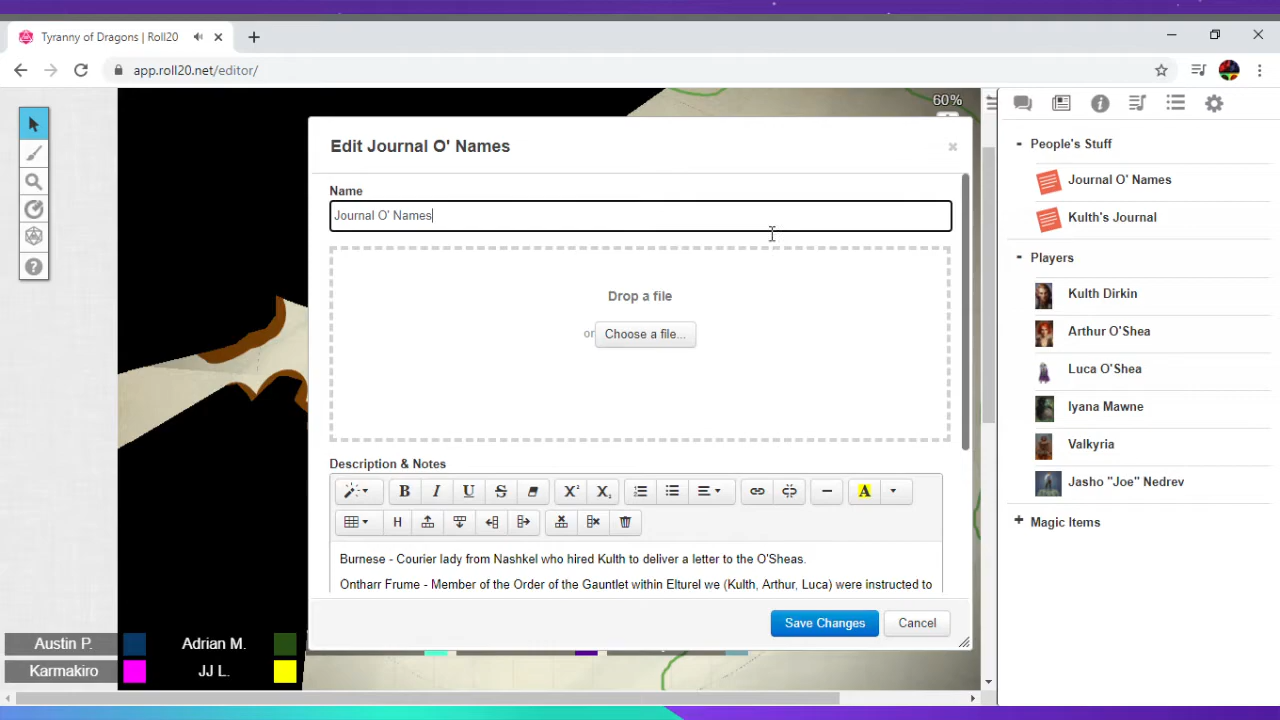 Tyranny of Dragons | Roll20
app.roll20.net/editor/
60%
Edit Journal O' Names
×
Name
Journal O' Names
Drop a file
or Choose a file...
Description & Notes
B I U S X² X₂ A
H
Burnese - Courier lady from Nashkel who hired Kulth to deliver a letter to the O'Sheas.
Ontharr Frume - Member of the Order of the Gauntlet within Elturel we (Kulth, Arthur, Luca) were instructed to
Save Changes Cancel
- People's Stuff
Journal O' Names
Kulth's Journal
- Players
Kulth Dirkin
Arthur O'Shea
Luca O'Shea
Iyana Mawne
Valkyria
Jasho "Joe" Nedrev
+ Magic Items
Austin P. Adrian M.
Karmakiro JJ L.